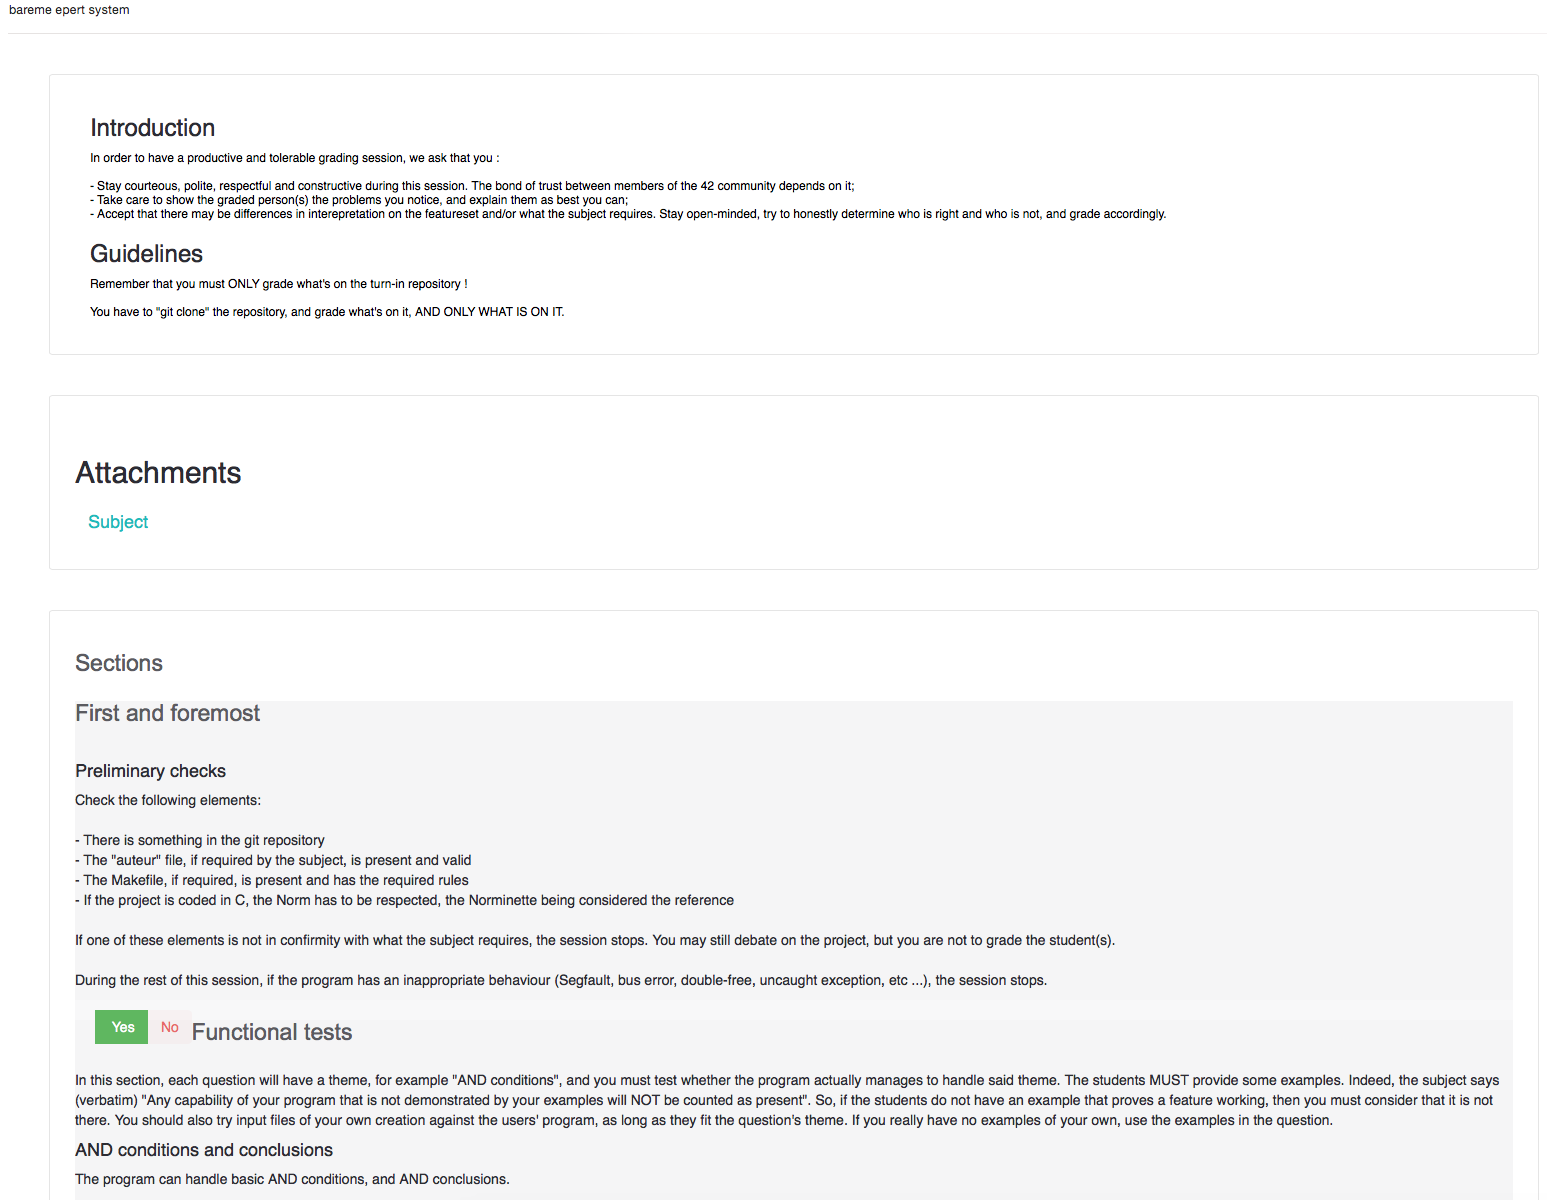 bareme epert system
Introduction
In order to have a productive and tolerable grading session, we ask that you :
- Stay courteous, polite, respectful and constructive during this session. The bond of trust between members of the 42 community depends on it;
- Take care to show the graded person(s) the problems you notice, and explain them as best you can;
- Accept that there may be differences in interepretation on the featureset and/or what the subject requires. Stay open-minded, try to honestly determine who is right and who is not, and grade accordingly.
Guidelines
Remember that you must ONLY grade what's on the turn-in repository !
You have to "git clone" the repository, and grade what's on it, AND ONLY WHAT IS ON IT.
Attachments
Subject
Sections
First and foremost
Preliminary checks
Check the following elements:
- There is something in the git repository
- The "auteur" file, if required by the subject, is present and valid
- The Makefile, if required, is present and has the required rules
- If the project is coded in C, the Norm has to be respected, the Norminette being considered the reference
If one of these elements is not in confirmity with what the subject requires, the session stops. You may still debate on the project, but you are not to grade the student(s).
During the rest of this session, if the program has an inappropriate behaviour (Segfault, bus error, double-free, uncaught exception, etc ...), the session stops.
Yes No Functional tests
In this section, each question will have a theme, for example "AND conditions", and you must test whether the program actually manages to handle said theme. The students MUST provide some examples. Indeed, the subject says
(verbatim) "Any capability of your program that is not demonstrated by your examples will NOT be counted as present". So, if the students do not have an example that proves a feature working, then you must consider that it is not
there. You should also try input files of your own creation against the users' program, as long as they fit the question's theme. If you really have no examples of your own, use the examples in the question.
AND conditions and conclusions
The program can handle basic AND conditions, and AND conclusions.